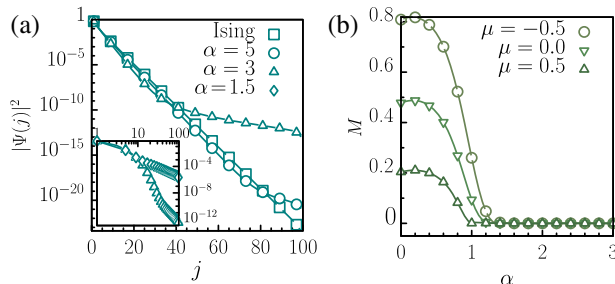 (a)
Ising
α = 5
α = 3
α = 1.5
10^{-5}
10^{-10}
10^{-15}
10^{-20}
1
|Ψ(j)|²
1 10 100
10^{-4}
10^{-8}
10^{-12}
0 20 40 60 80 100
j
(b)
μ = −0.5
μ = 0.0
μ = 0.5
0.8
0.6
0.4
0.2
0
M
0 1 2 3
α